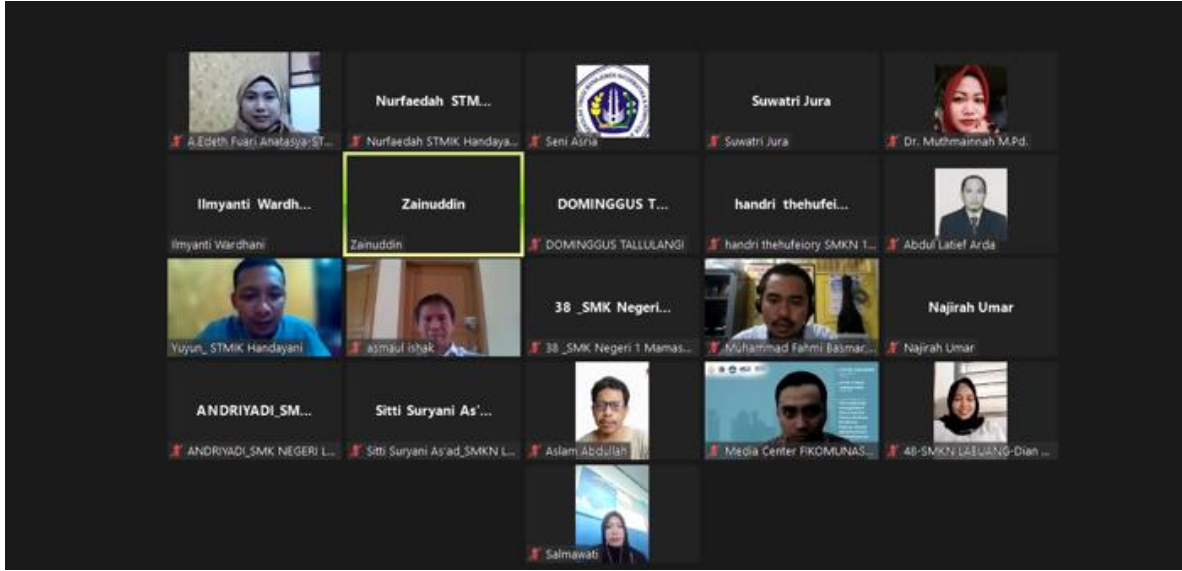 A.Edeth Fuari Anatasya-ST...
Nurfaedah STM...
Nurfaedah STMIK Handaya...
Seni Asria
Suwatri Jura
Suwatri Jura
Dr. Muthmainnah M.Pd.
Ilmyanti Wardh...
Ilmyanti Wardhani
Zainuddin
Zainuddin
DOMINGGUS T...
DOMINGGUS TALLULANGI
handri thehufei...
handri thehufeiory SMKN 1...
Abdul Latief Arda
Yuyun_ STMIK Handayani
asmaul ishak
38 _SMK Negeri...
38 _SMK Negeri 1 Mamas...
Muhammad Fahmi Basmar...
Najirah Umar
Najirah Umar
ANDRIYADI_SM...
ANDRIYADI_SMK NEGERI L...
Sitti Suryani As'...
Sitti Suryani As'ad_SMKN L...
Aslam Abdullah
Media Center FIKOMUNAS...
48-SMKN LABUANG-Dian ...
Salmawati